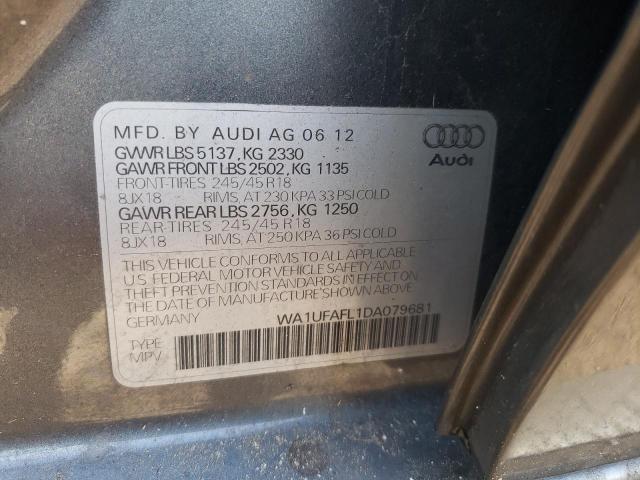 MFD. BY AUDI AG 06 12
GVWR LBS 5137, KG 2330
GAWR FRONT LBS 2502, KG 1135
FRONT-TIRES 245/45 R18
8JX18 RIMS, AT 230 KPA 33 PSI COLD
GAWR REAR LBS 2756, KG 1250
REAR-TIRES 245/45 R18
8JX18 RIMS, AT 250 KPA 36 PSI COLD
Audi
THIS VEHICLE CONFORMS TO ALL APPLICABLE
U.S. FEDERAL MOTOR VEHICLE SAFETY AND
THEFT PREVENTION STANDARDS IN EFFECT ON
THE DATE OF MANUFACTURE SHOWN ABOVE.
GERMANY WA1UFAFL1DA079681
TYPE
MPV